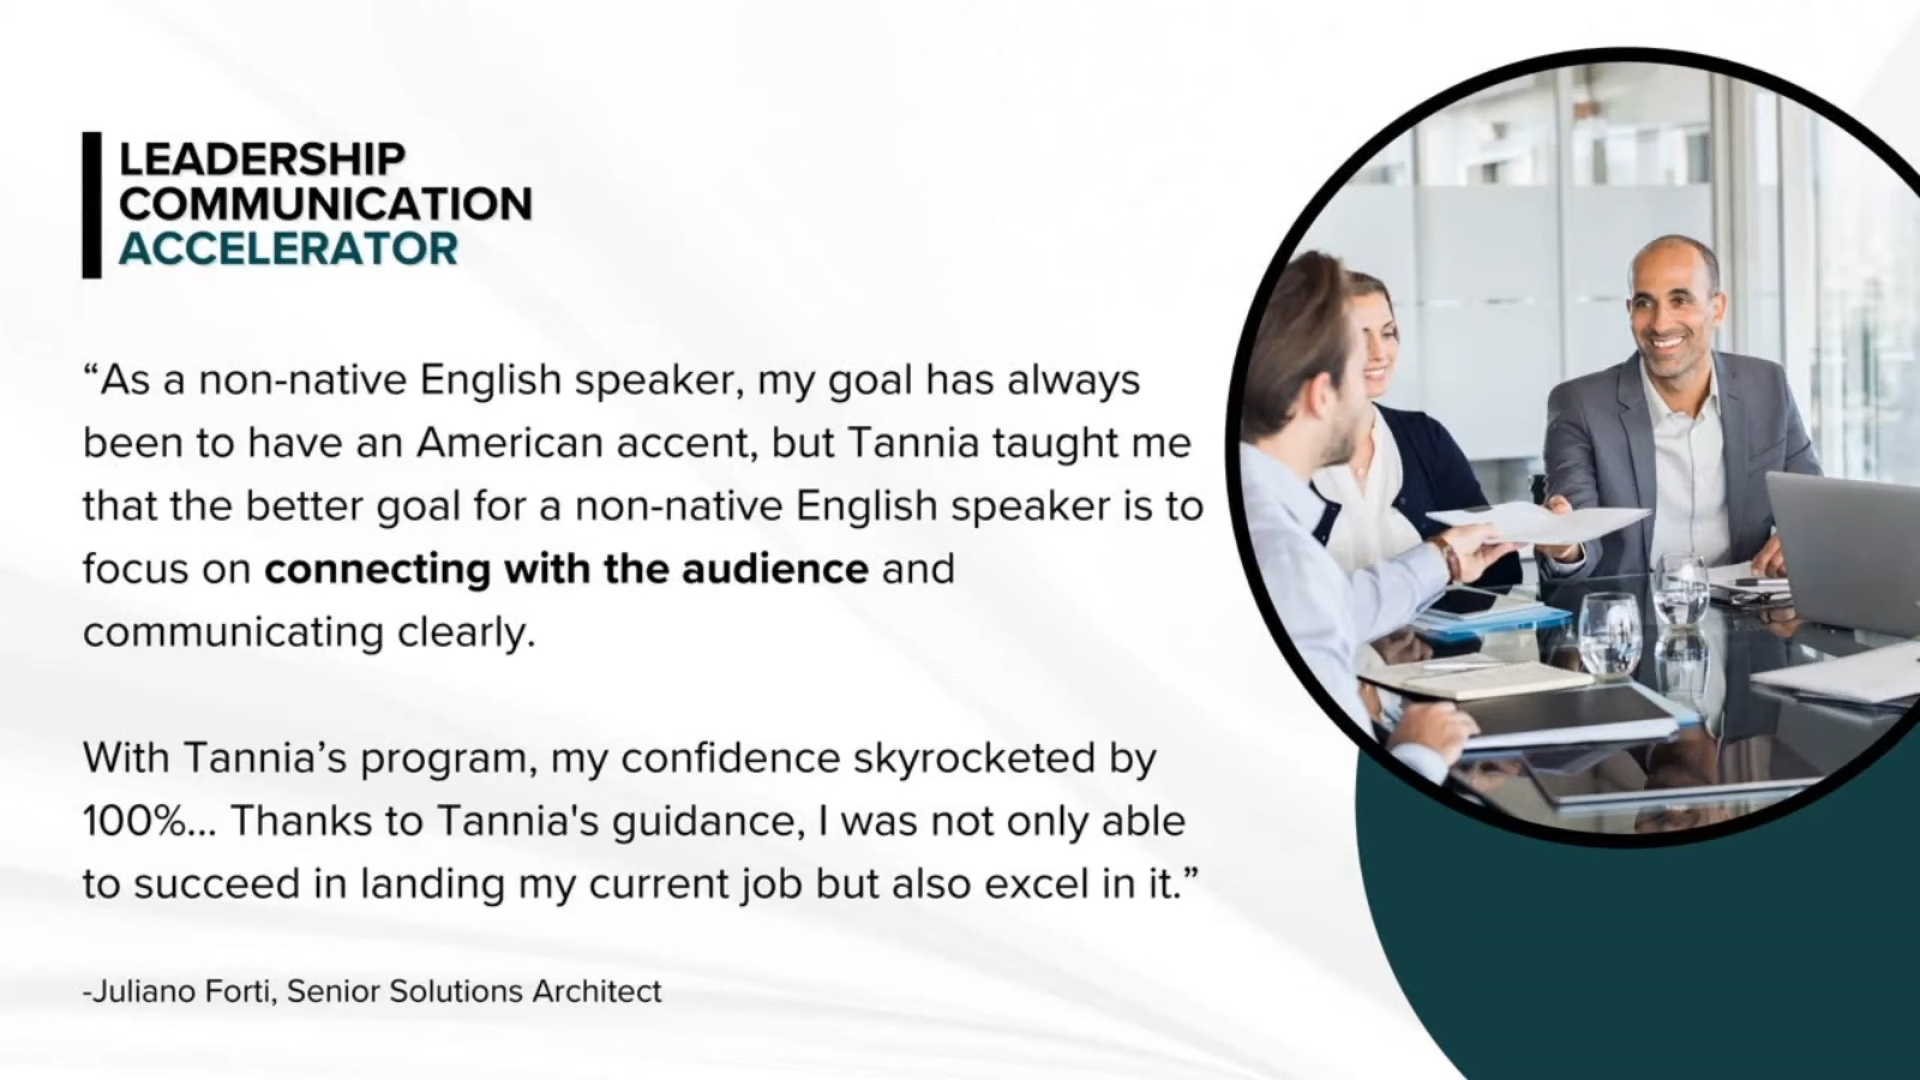 LEADERSHIP
COMMUNICATION
ACCELERATOR
“As a non-native English speaker, my goal has always
been to have an American accent, but Tannia taught me
that the better goal for a non-native English speaker is to
focus on connecting with the audience and
communicating clearly.
With Tannia’s program, my confidence skyrocketed by
100%... Thanks to Tannia's guidance, I was not only able
to succeed in landing my current job but also excel in it.”
-Juliano Forti, Senior Solutions Architect